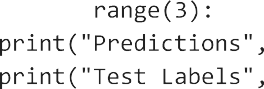 range(3):
print("Predictions",
print("Test Labels",